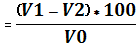 = (V1 − V2) * 100
V0